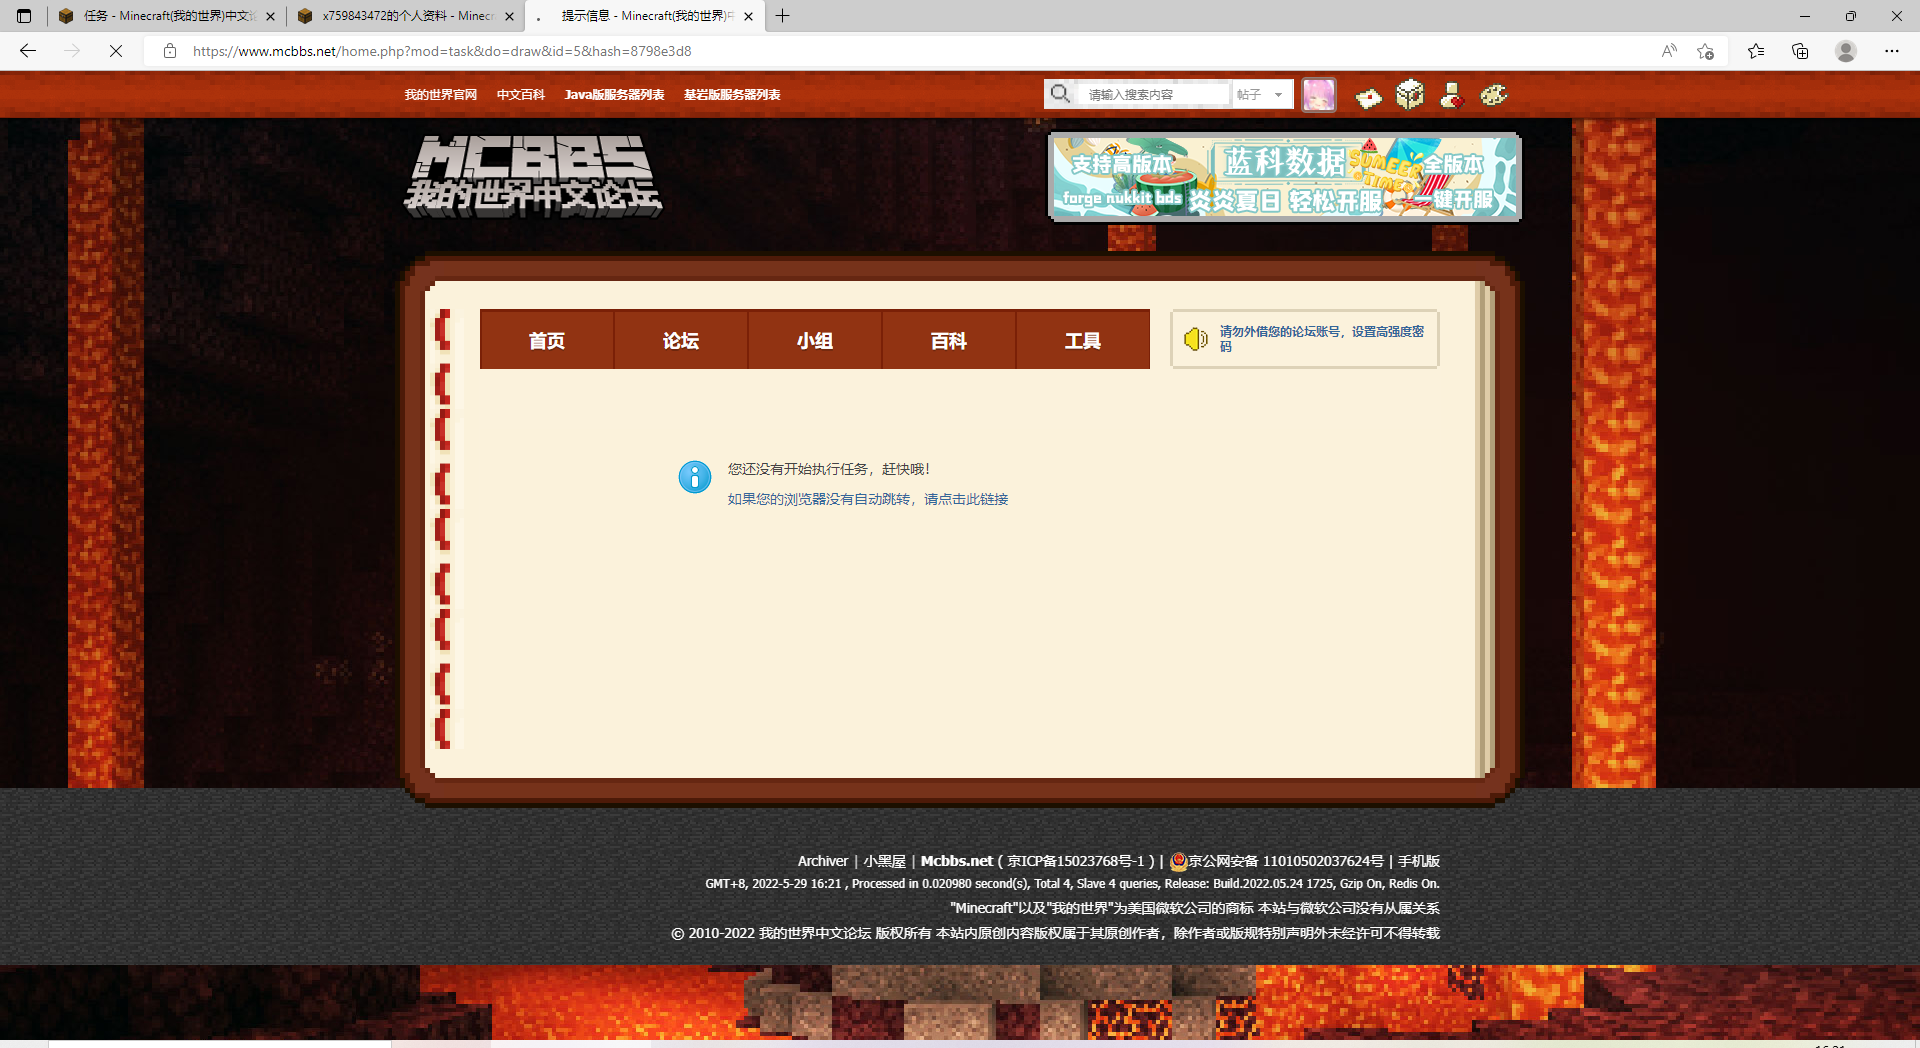 任务 - Minecraft(我的世界)中文论
x759843472的个人资料 - Minecr
提示信息 - Minecraft(我的世界)中
https://www.mcbbs.net/home.php?mod=task&do=draw&id=5&hash=8798e3d8
我的世界官网 中文百科 Java版服务器列表 基岩版服务器列表
请输入搜索内容 帖子
MCBBS
我的世界中文论坛
支持高版本 蓝科数据 SUMMER TIME! 全版本
forge nukkit bds 炎炎夏日 轻松开服 一键开服
首页 论坛 小组 百科 工具
请勿外借您的论坛账号，设置高强度密
码
您还没有开始执行任务，赶快哦！
如果您的浏览器没有自动跳转，请点击此链接
Archiver | 小黑屋 | Mcbbs.net ( 京ICP备15023768号-1 ) | 京公网安备 11010502037624号 | 手机版
GMT+8, 2022-5-29 16:21 , Processed in 0.020980 second(s), Total 4, Slave 4 queries, Release: Build.2022.05.24 1725, Gzip On, Redis On.
"Minecraft"以及"我的世界"为美国微软公司的商标 本站与微软公司没有从属关系
© 2010-2022 我的世界中文论坛 版权所有 本站内原创内容版权属于其原创作者，除作者或版规特别声明外未经许可不得转载